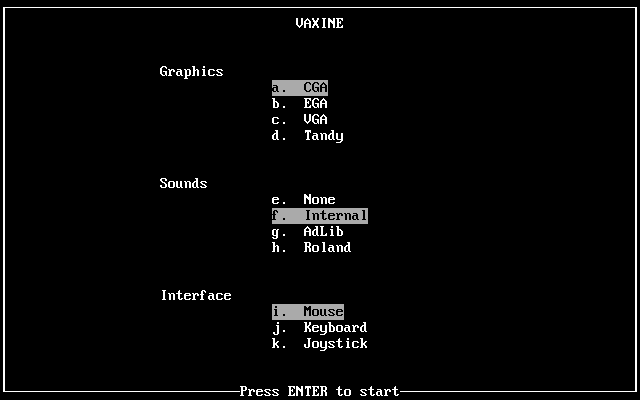 VAXINE
Graphics
a. CGA
b. EGA
c. VGA
d. Tandy
Sounds
e. None
f. Internal
g. AdLib
h. Roland
Interface
i. Mouse
j. Keyboard
k. Joystick
Press ENTER to start